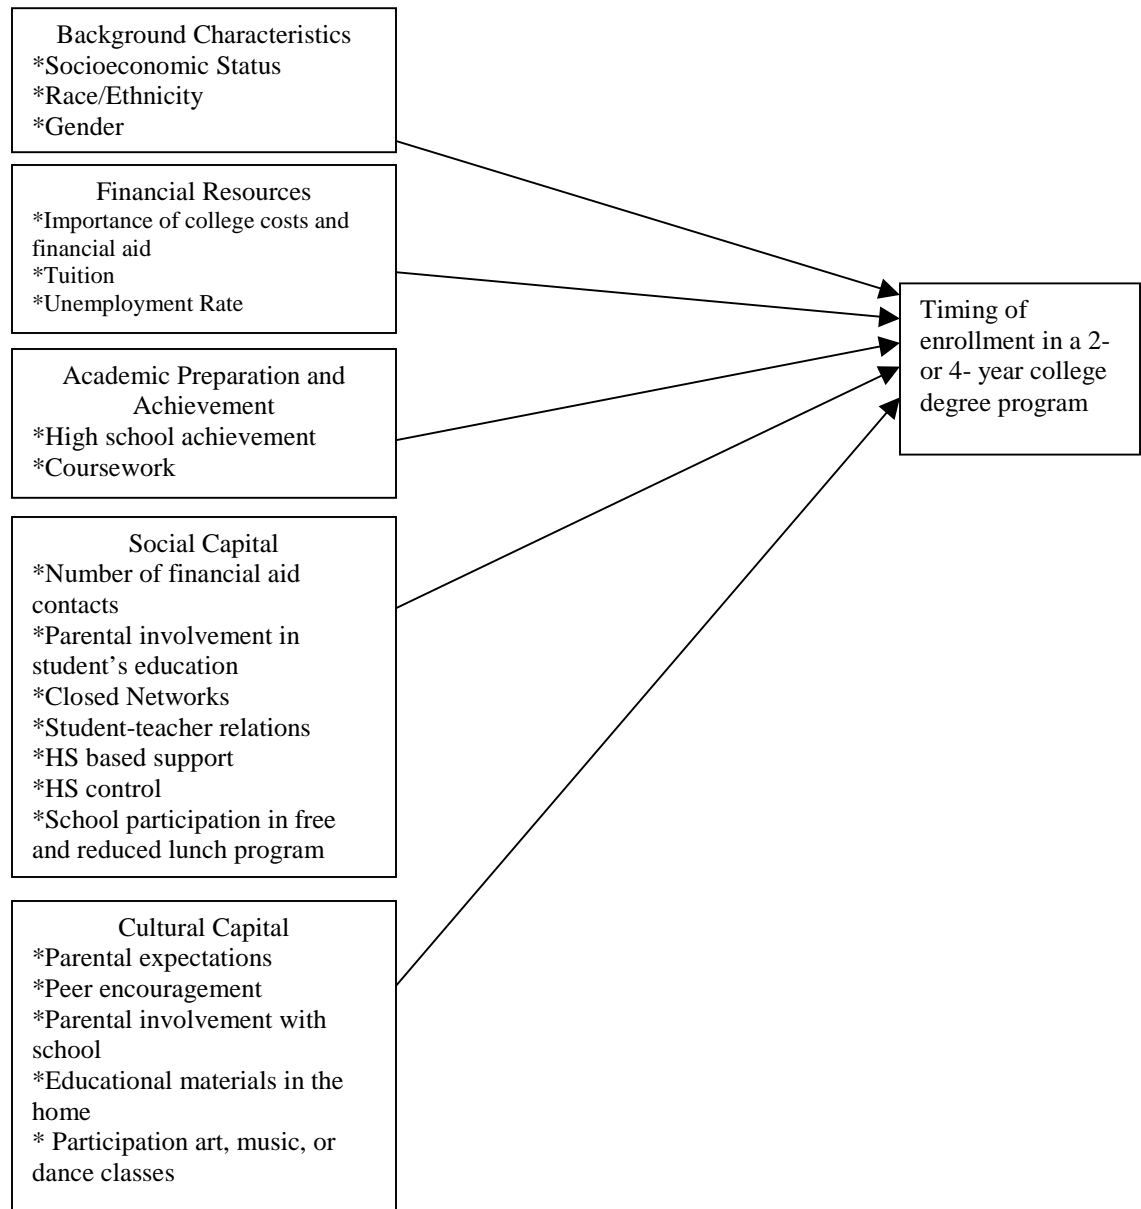 Background Characteristics
*Socioeconomic Status
*Race/Ethnicity
*Gender
Financial Resources
*Importance of college costs and
financial aid
*Tuition
*Unemployment Rate
Academic Preparation and
Achievement
*High school achievement
*Coursework
Social Capital
*Number of financial aid
contacts
*Parental involvement in
student’s education
*Closed Networks
*Student-teacher relations
*HS based support
*HS control
*School participation in free
and reduced lunch program
Cultural Capital
*Parental expectations
*Peer encouragement
*Parental involvement with
school
*Educational materials in the
home
* Participation art, music, or
dance classes
Timing of
enrollment in a 2-
or 4- year college
degree program